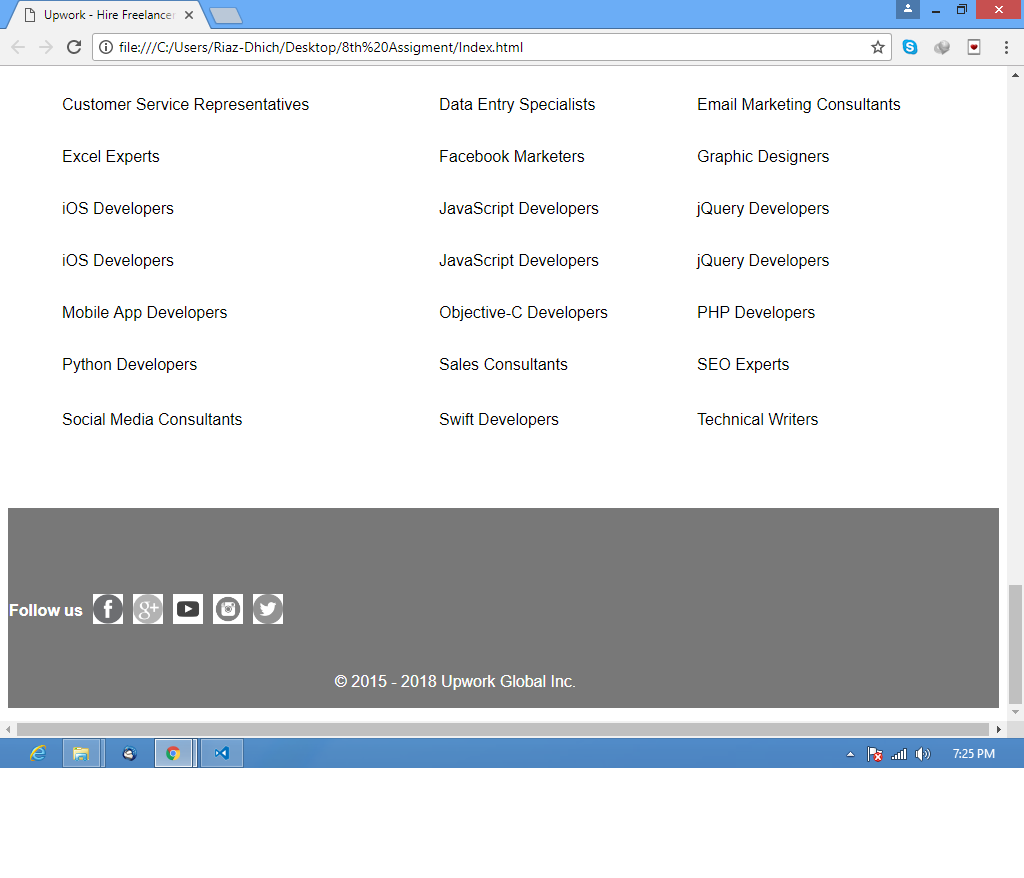 Upwork - Hire Freelancer
file:///C:/Users/Riaz-Dhich/Desktop/8th%20Assigment/Index.html
Customer Service Representatives Data Entry Specialists Email Marketing Consultants
Excel Experts Facebook Marketers Graphic Designers
iOS Developers JavaScript Developers jQuery Developers
iOS Developers JavaScript Developers jQuery Developers
Mobile App Developers Objective-C Developers PHP Developers
Python Developers Sales Consultants SEO Experts
Social Media Consultants Swift Developers Technical Writers
Follow us
© 2015 - 2018 Upwork Global Inc.
7:25 PM